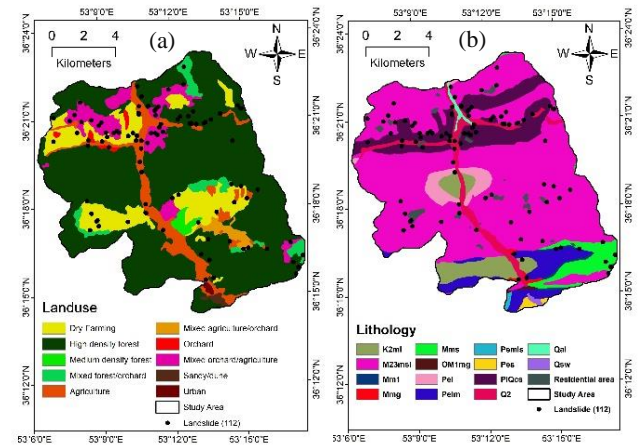 53°9'0"E 53°12'0"E 53°15'0"E
53°9'0"E 53°12'0"E 53°15'0"E
0 2 4
Kilometers
(a)
N
W E
S
0 2 4
Kilometers
(b)
N
W E
S
36°24'0"N
36°21'0"N
36°18'0"N
36°15'0"N
36°12'0"N
36°24'0"N
36°21'0"N
36°18'0"N
36°15'0"N
36°12'0"N
Landuse
Dry Farming
High density forest
Medium density forest
Mixed forest/orchard
Agriculture
Mixed agriculture/orchard
Orchard
Mixed orchard/agriculture
Sandy/dune
Urban
Study Area
Landslide (112)
Lithology
K2ml
M23msl
Mm1
Mmg
Mms
OM1mg
Pel
Pelm
Psmls
Pes
PlQcs
Q2
Qal
Qsw
Residential area
Study Area
Landslide (112)
53°6'0"E 53°9'0"E 53°12'0"E 53°15'0"E
53°6'0"E 53°9'0"E 53°12'0"E 53°15'0"E